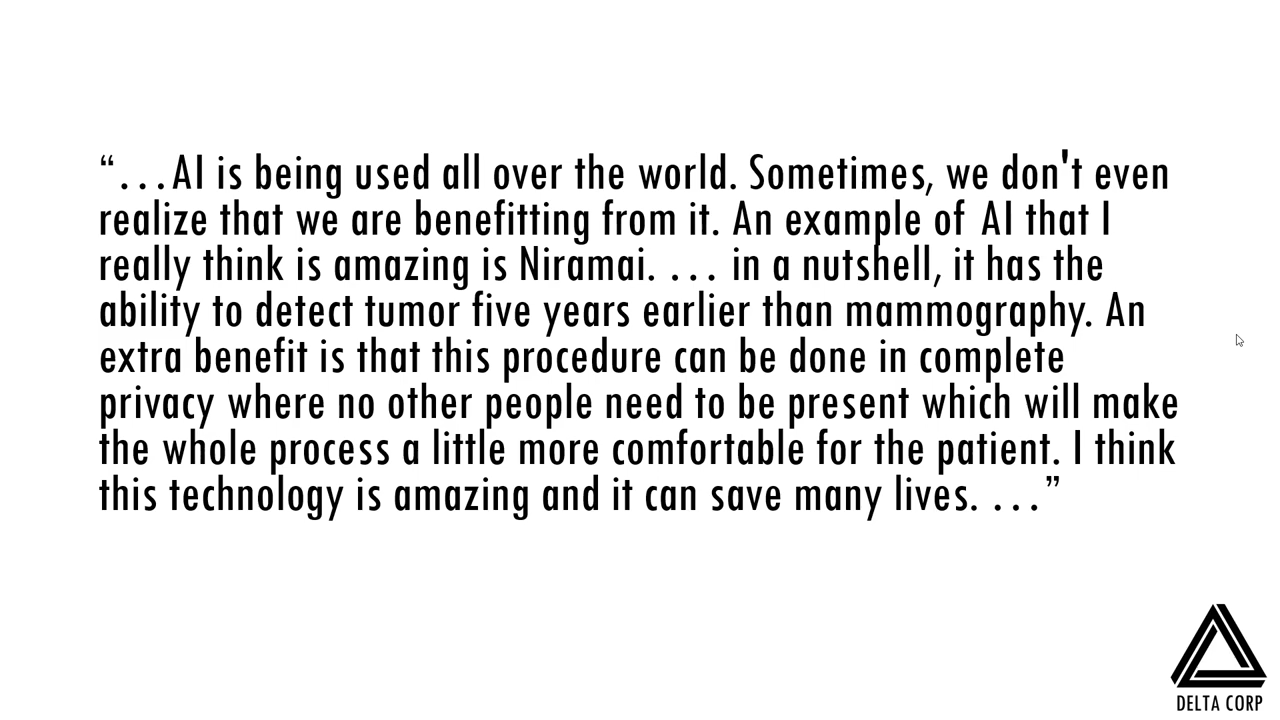 “…AI is being used all over the world. Sometimes, we don't even
realize that we are benefitting from it. An example of AI that I
really think is amazing is Niramai. … in a nutshell, it has the
ability to detect tumor five years earlier than mammography. An
extra benefit is that this procedure can be done in complete
privacy where no other people need to be present which will make
the whole process a little more comfortable for the patient. I think
this technology is amazing and it can save many lives. …”
DELTA CORP